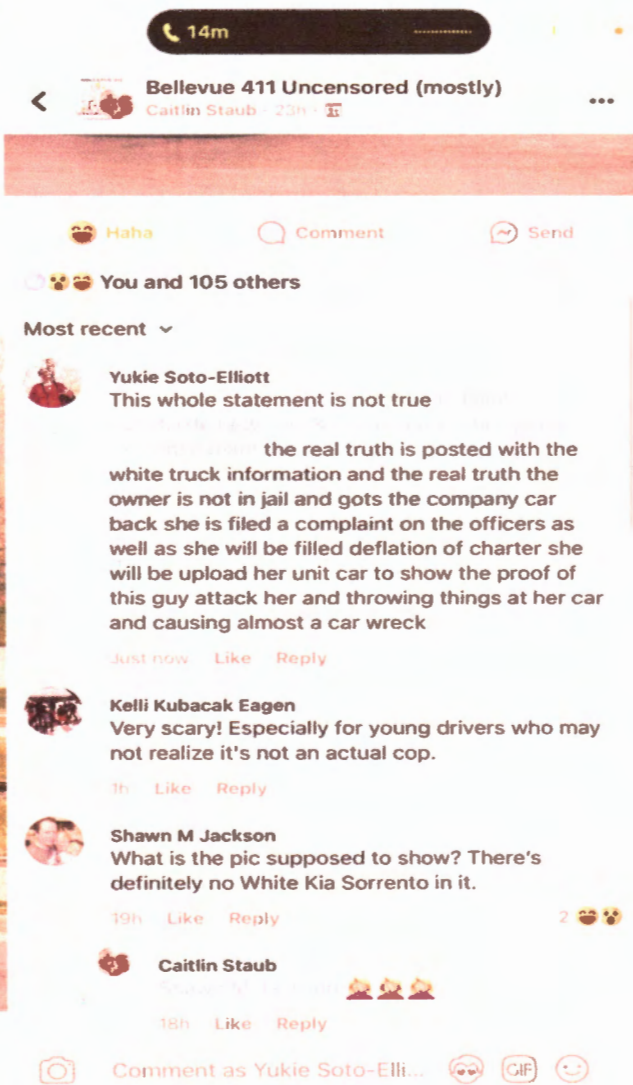 14m
Bellevue 411 Uncensored (mostly)
Caitlin Staub · 23h ·
Haha
Comment
Send
You and 105 others
Most recent
Yukie Soto-Elliott
This whole statement is not true
the real truth is posted with the
white truck information and the real truth the
owner is not in jail and gots the company car
back she is filed a complaint on the officers as
well as she will be filled deflation of charter she
will be upload her unit car to show the proof of
this guy attack her and throwing things at her car
and causing almost a car wreck
Just now Like Reply
Kelli Kubacak Eagen
Very scary! Especially for young drivers who may
not realize it's not an actual cop.
1h Like Reply
Shawn M Jackson
What is the pic supposed to show? There's
definitely no White Kia Sorrento in it.
19h Like Reply 2
Caitlin Staub
18h Like Reply
Comment as Yukie Soto-Elli...
GIF